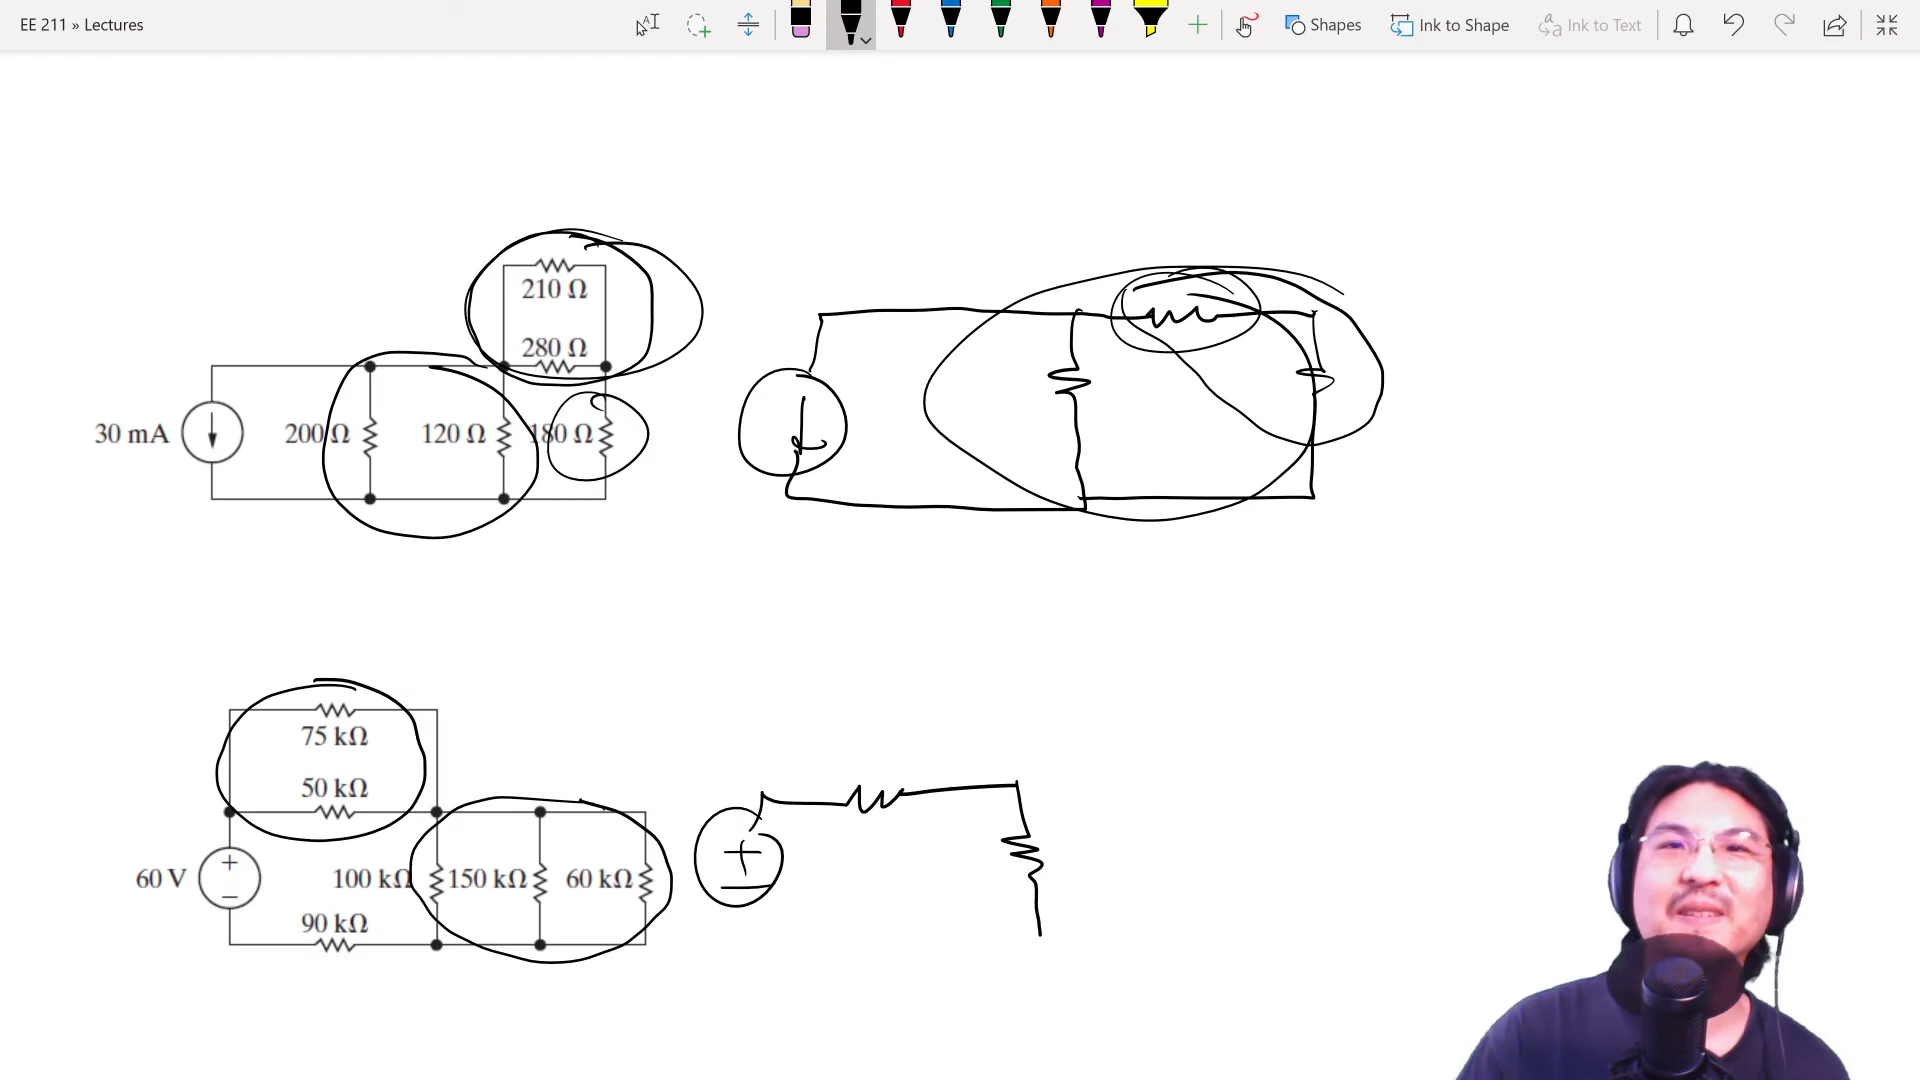 EE 211 » Lectures
Shapes
Ink to Shape
Ink to Text
210 Ω
280 Ω
30 mA
200 Ω
120 Ω
180 Ω
75 kΩ
50 kΩ
60 V
+
−
100 kΩ
150 kΩ
60 kΩ
90 kΩ
+
−